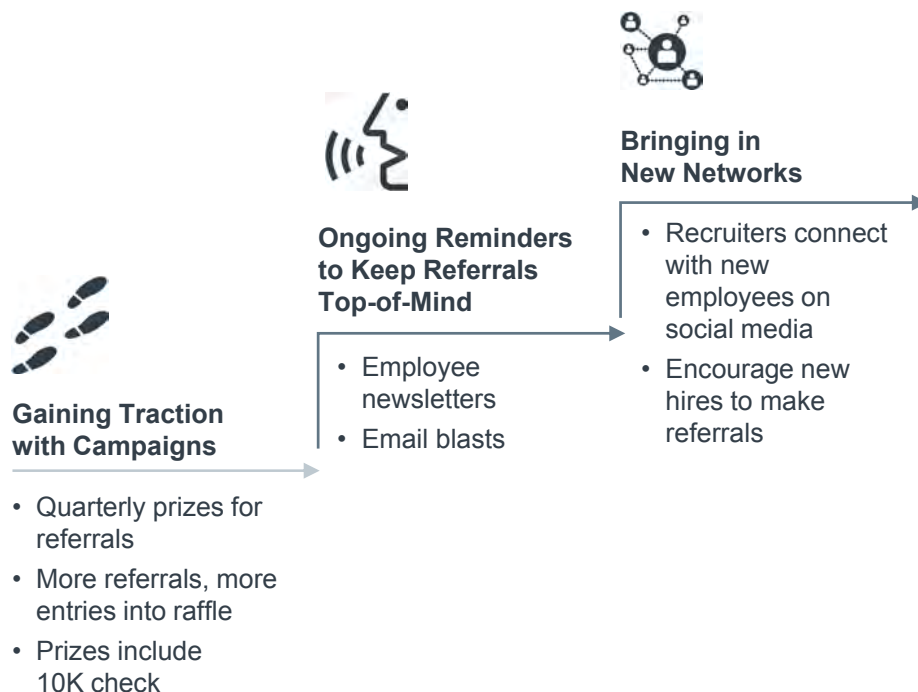 Gaining Traction
with Campaigns
• Quarterly prizes for
referrals
• More referrals, more
entries into raffle
• Prizes include
10K check
Ongoing Reminders
to Keep Referrals
Top-of-Mind
• Employee
newsletters
• Email blasts
Bringing in
New Networks
• Recruiters connect
with new
employees on
social media
• Encourage new
hires to make
referrals